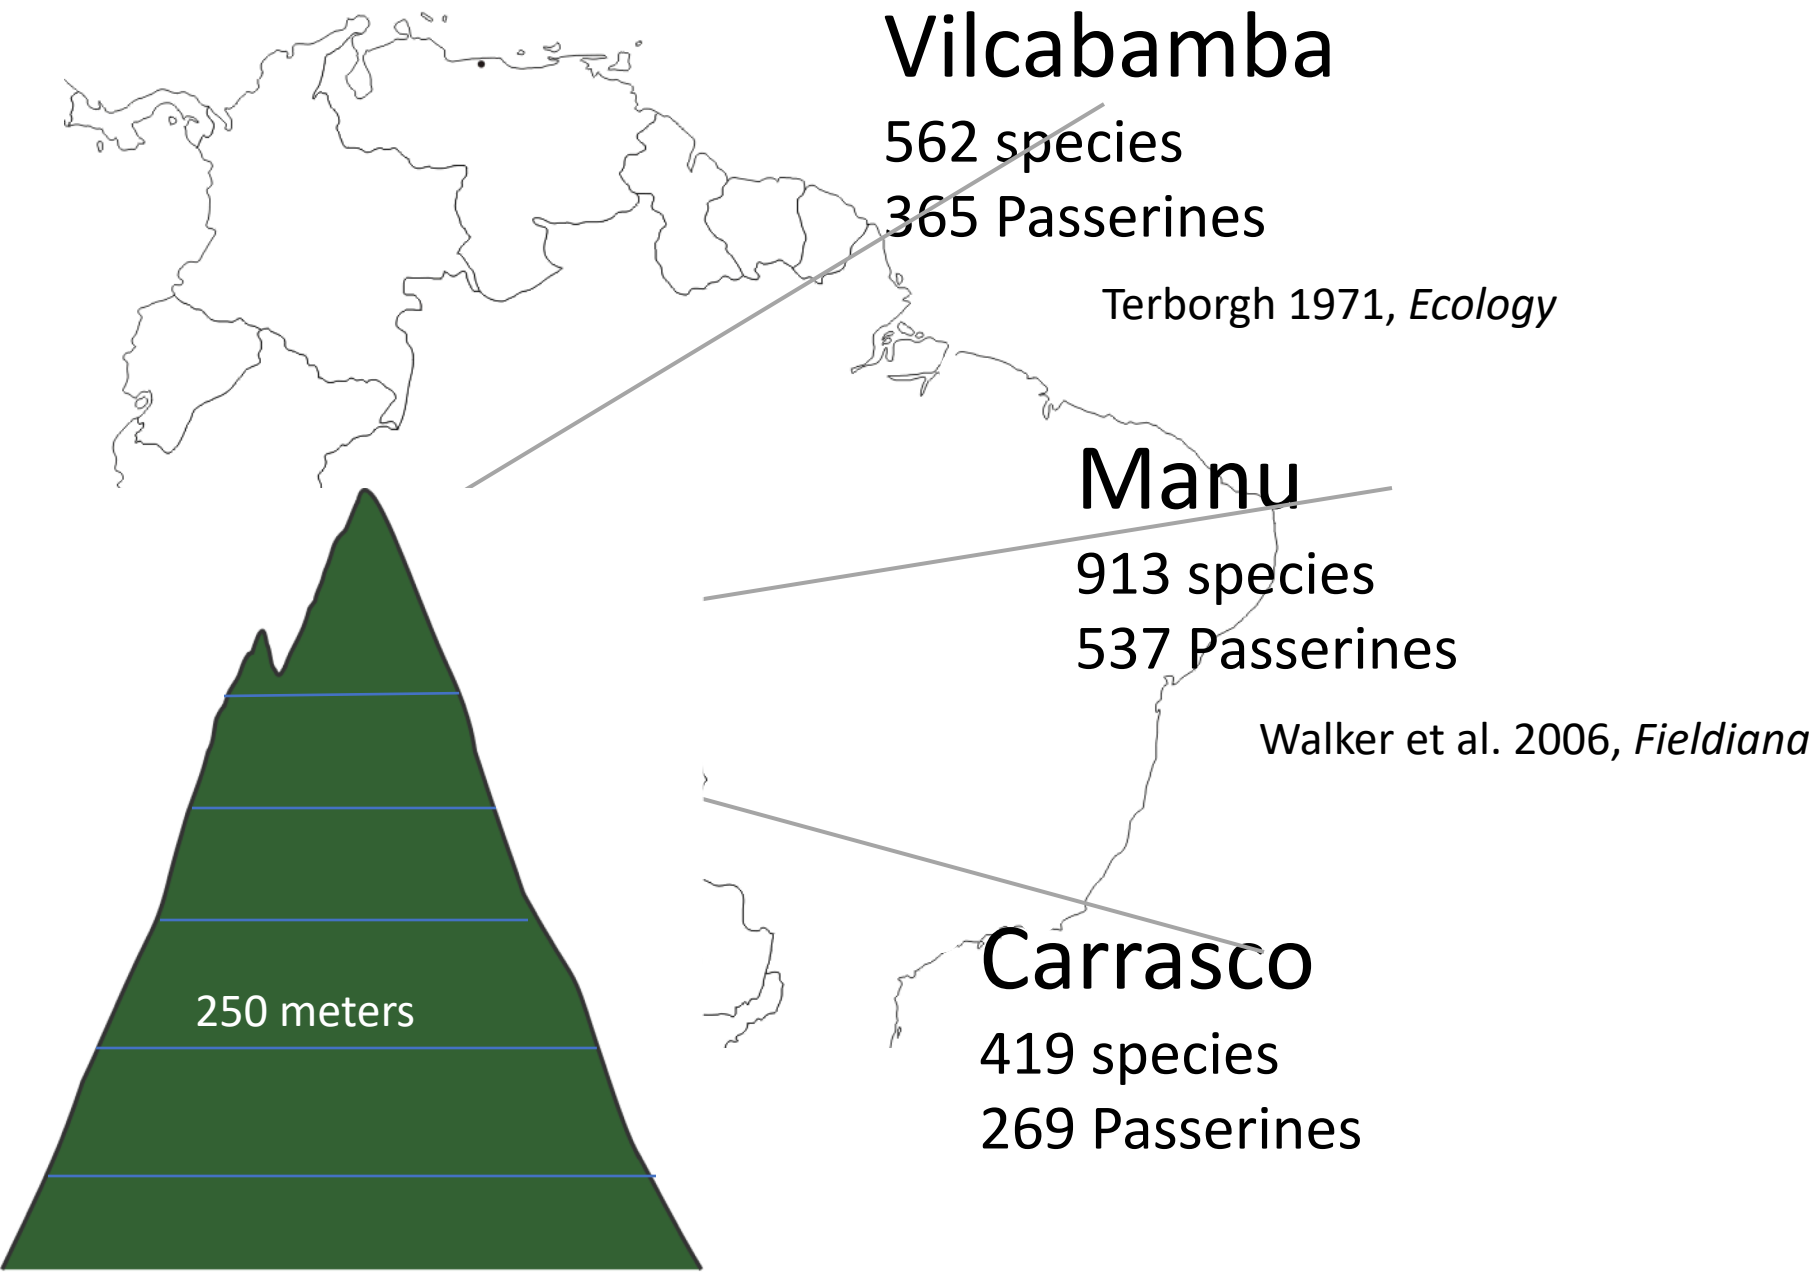 Vilcabamba
562 species
365 Passerines
Terborgh 1971, Ecology
Manu
913 species
537 Passerines
Walker et al. 2006, Fieldiana
250 meters
Carrasco
419 species
269 Passerines